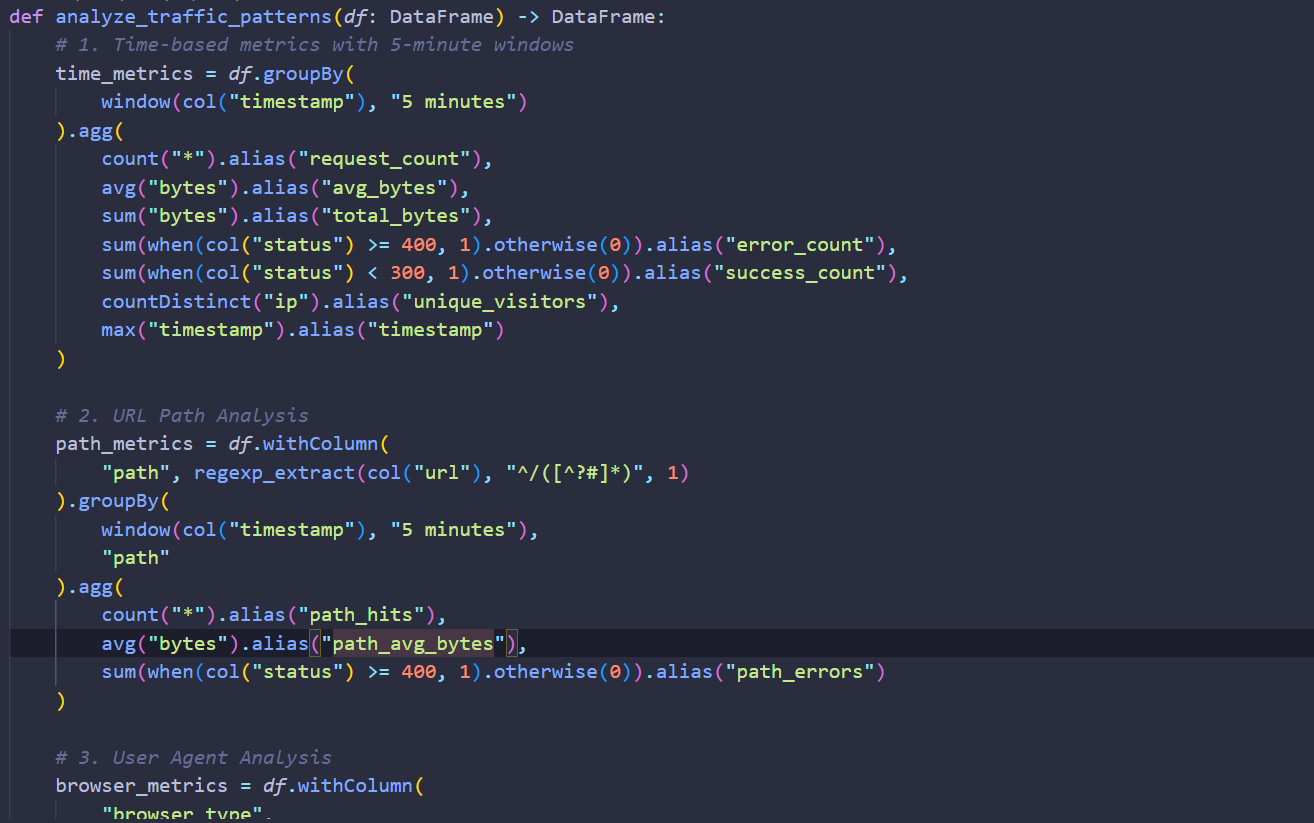 def analyze_traffic_patterns(df: DataFrame) -> DataFrame:
    # 1. Time-based metrics with 5-minute windows
    time_metrics = df.groupBy(
        window(col("timestamp"), "5 minutes")
    ).agg(
        count("*").alias("request_count"),
        avg("bytes").alias("avg_bytes"),
        sum("bytes").alias("total_bytes"),
        sum(when(col("status") >= 400, 1).otherwise(0)).alias("error_count"),
        sum(when(col("status") < 300, 1).otherwise(0)).alias("success_count"),
        countDistinct("ip").alias("unique_visitors"),
        max("timestamp").alias("timestamp")
    )

    # 2. URL Path Analysis
    path_metrics = df.withColumn(
        "path", regexp_extract(col("url"), "^/([^?#]*)", 1)
    ).groupBy(
        window(col("timestamp"), "5 minutes"),
        "path"
    ).agg(
        count("*").alias("path_hits"),
        avg("bytes").alias("path_avg_bytes"),
        sum(when(col("status") >= 400, 1).otherwise(0)).alias("path_errors")
    )

    # 3. User Agent Analysis
    browser_metrics = df.withColumn(
        "browser_type",